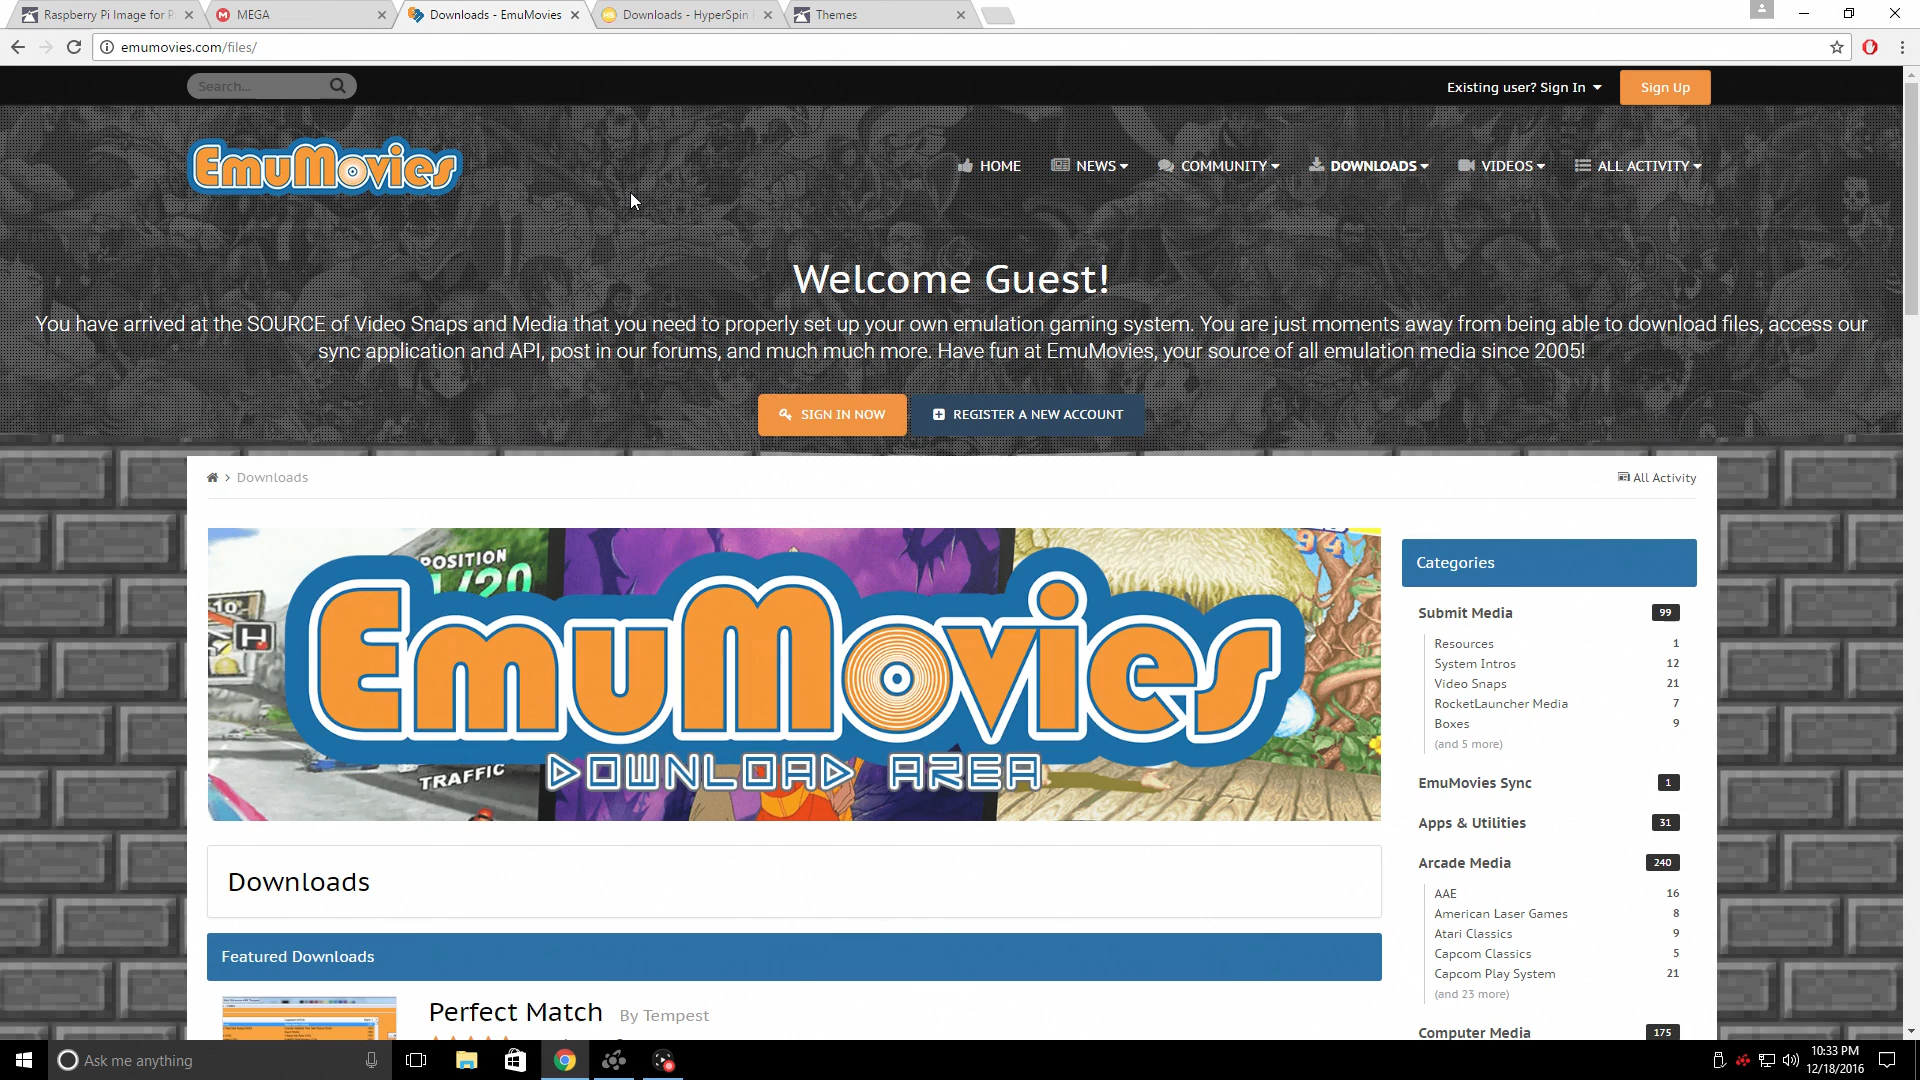 Raspberry Pi Image for P
MEGA
Downloads - EmuMovies
Downloads - HyperSpin
Themes
emumovies.com/files/
Search...
Existing user? Sign In
Sign Up
EmuMovies
HOME
NEWS
COMMUNITY
DOWNLOADS
VIDEOS
ALL ACTIVITY
Welcome Guest!
You have arrived at the SOURCE of Video Snaps and Media that you need to properly set up your own emulation gaming system. You are just moments away from being able to download files, access our
sync application and API, post in our forums, and much much more. Have fun at EmuMovies, your source of all emulation media since 2005!
SIGN IN NOW
REGISTER A NEW ACCOUNT
Downloads
All Activity
POSITION
1/20
94
H
EmuMovies
TRAFFIC
DOWNLOAD AREA
Downloads
Featured Downloads
Perfect Match By Tempest
Categories
Submit Media 99
Resources 1
System Intros 12
Video Snaps 21
RocketLauncher Media 7
Boxes 9
(and 5 more)
EmuMovies Sync 1
Apps & Utilities 31
Arcade Media 240
AAE 16
American Laser Games 8
Atari Classics 9
Capcom Classics 5
Capcom Play System 21
(and 23 more)
Computer Media 175
Ask me anything
10:33 PM
12/18/2016